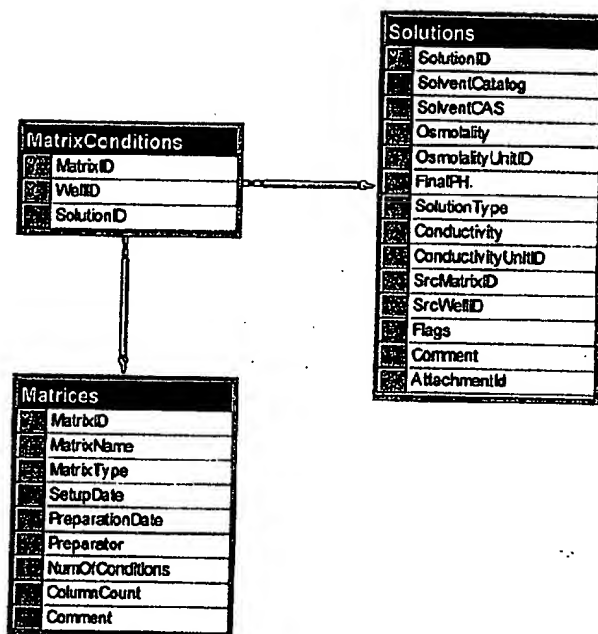 Solutions
SolutionID
SolventCatalog
SolventCAS
Osmolality
OsmolalityUnitID
FinalPH.
SolutionType
Conductivity
ConductivityUnitID
SrcMatrixID
SrcWellID
Flags
Comment
AttachmentId
MatrixConditions
MatrixID
WellID
SolutionID
Matrices
MatrixID
MatrixName
MatrixType
SetupDate
PreparationDate
Preparator
NumOfConditions
ColumnCount
Comment